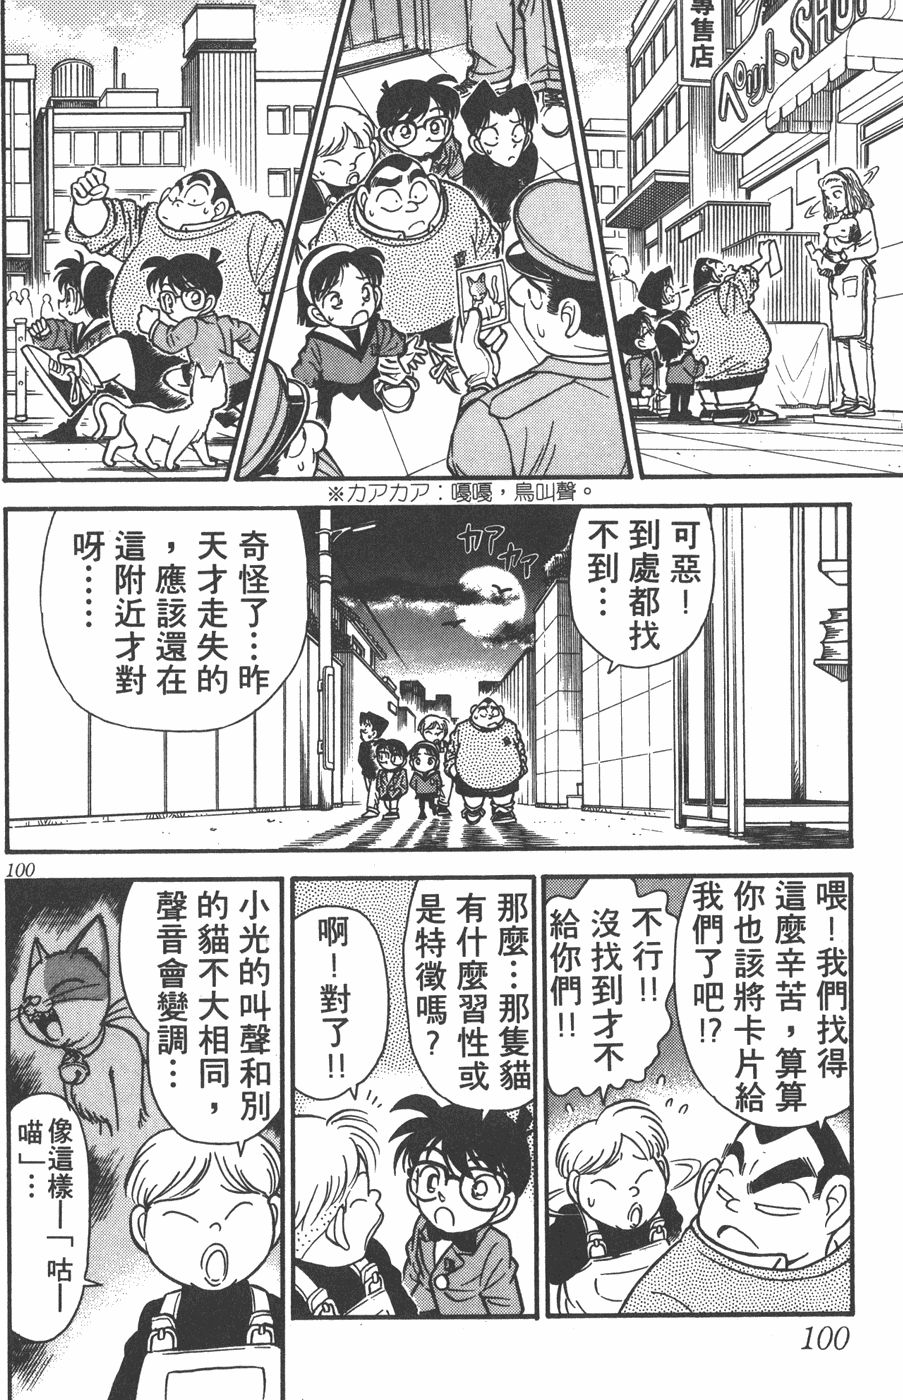 專售店
ペットSHOP
※カアカア：嘎嘎，鳥叫聲。
可惡！
到處都找
不到…
カア
カア
奇怪了…昨
天才走失的
，應該還在
這附近才對
呀……
100
喂！我們找得
這麼辛苦，算算
你也該將卡片給
我們了吧!?
不行!!
沒找到才不
給你們!!
那麼…那隻貓
有什麼習性或
是特徵嗎？
啊！對了!!
小光的叫聲和別
的貓不大相同，
聲音會變調…
像這樣—「咕—
喵」…
100